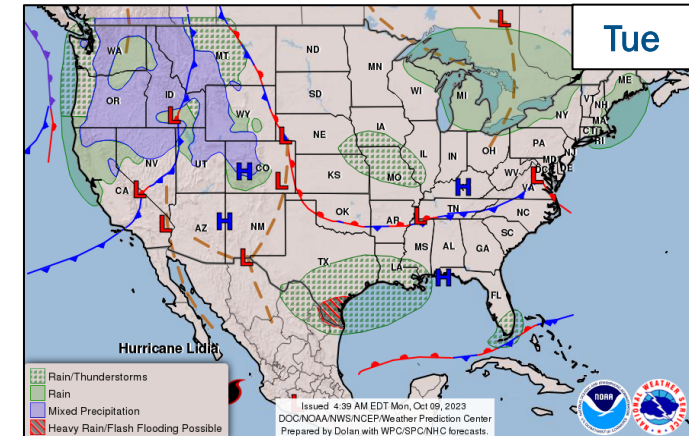 Tue
WA
MT
ND
MN
ME
OR
ID
SD
WI
MI
VT
NH
NY
MA
CT
RI
WY
IA
NE
PA
NJ
NV
UT
CO
IL
IN
OH
MD
DC
DE
WV
VA
CA
KS
MO
AZ
NM
OK
AR
TN
NC
SC
MS
AL
GA
TX
LA
FL
L
L
L
L
L
L
L
L
L
H
H
H
H
Hurricane Lidia
Rain/Thunderstorms
Rain
Mixed Precipitation
Heavy Rain/Flash Flooding Possible
Issued 4:39 AM EDT Mon, Oct 09, 2023
DOC/NOAA/NWS/NCEP/Weather Prediction Center
Prepared by Dolan with WPC/SPC/NHC forecasts.
NOAA
NATIONAL WEATHER SERVICE